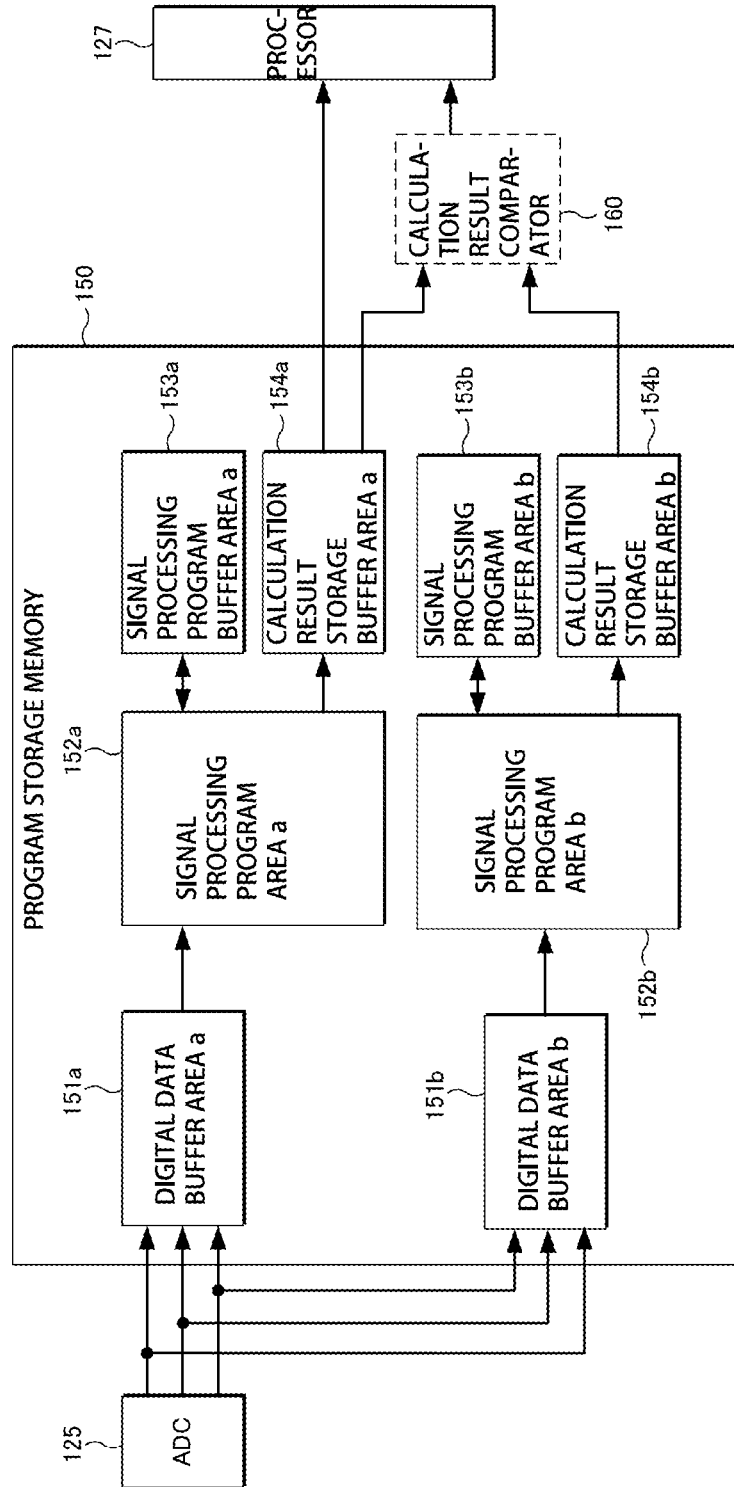 PROGRAM STORAGE MEMORY
150
125
ADC
151a
DIGITAL DATA
BUFFER AREA a
152a
SIGNAL
PROCESSING
PROGRAM
AREA a
SIGNAL
PROCESSING
PROGRAM
BUFFER AREA a
153a
CALCULATION
RESULT
STORAGE
BUFFER AREA a
154a
151b
DIGITAL DATA
BUFFER AREA b
SIGNAL
PROCESSING
PROGRAM
AREA b
152b
SIGNAL
PROCESSING
PROGRAM
BUFFER AREA b
153b
CALCULATION
RESULT
STORAGE
BUFFER AREA b
154b
CALCULA-
TION
RESULT
COMPAR-
ATOR
160
127
PROC-
ESSOR